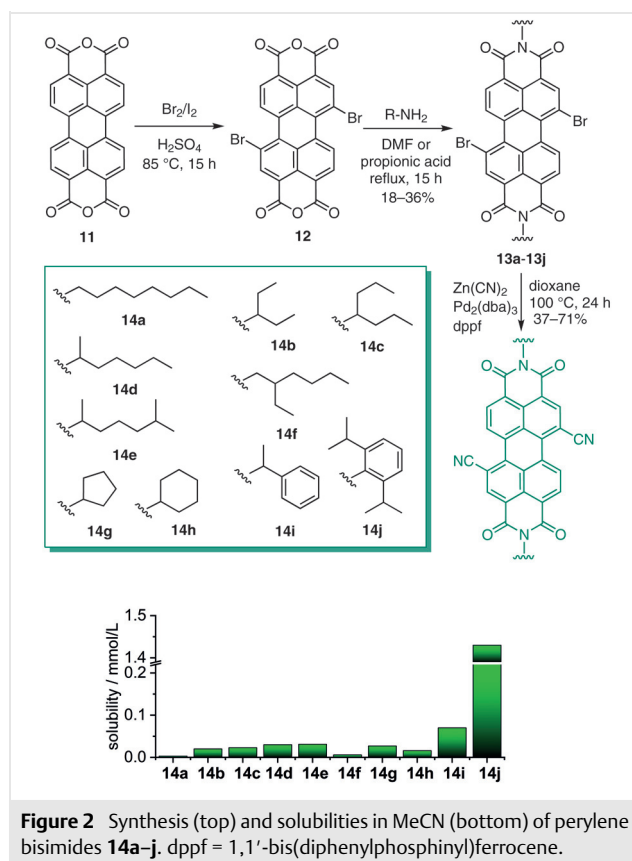 O O O
O O O
11
Br₂/I₂
H₂SO₄
85 °C, 15 h
O O O
Br
Br
O O O
12
R-NH₂
DMF or
propionic acid
reflux, 15 h
18–36%
O N O
Br
Br
O N O
13a-13j
Zn(CN)₂
Pd₂(dba)₃
dppf
dioxane
100 °C, 24 h
37–71%
O N O
CN
NC
O N O
14a
14b
14c
14d
14e
14f
14g
14h
14i
14j
solubility / mmol/L
1.5
1.4
0.2
0.1
0.0
14a 14b 14c 14d 14e 14f 14g 14h 14i 14j
Figure 2 Synthesis (top) and solubilities in MeCN (bottom) of perylene
bisimides 14a–j. dppf = 1,1′-bis(diphenylphosphinyl)ferrocene.